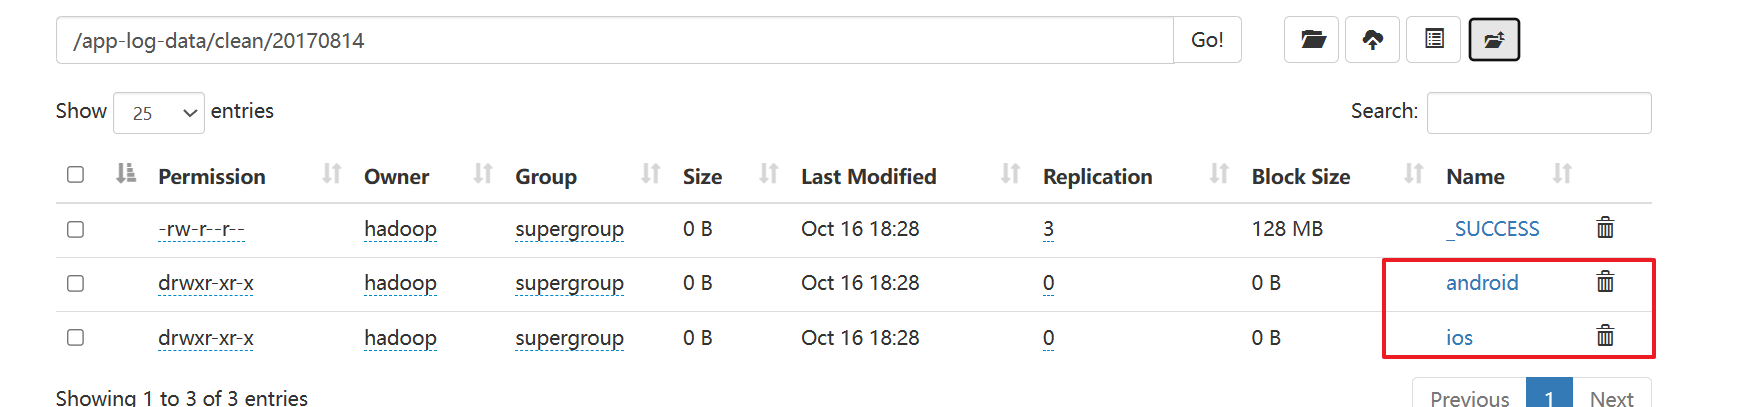 /app-log-data/clean/20170814 Go!
Show 25 entries Search:
Permission Owner Group Size Last Modified Replication Block Size Name
-rw-r--r-- hadoop supergroup 0 B Oct 16 18:28 3 128 MB _SUCCESS
drwxr-xr-x hadoop supergroup 0 B Oct 16 18:28 0 0 B android
drwxr-xr-x hadoop supergroup 0 B Oct 16 18:28 0 0 B ios
Showing 1 to 3 of 3 entries Previous 1 Next